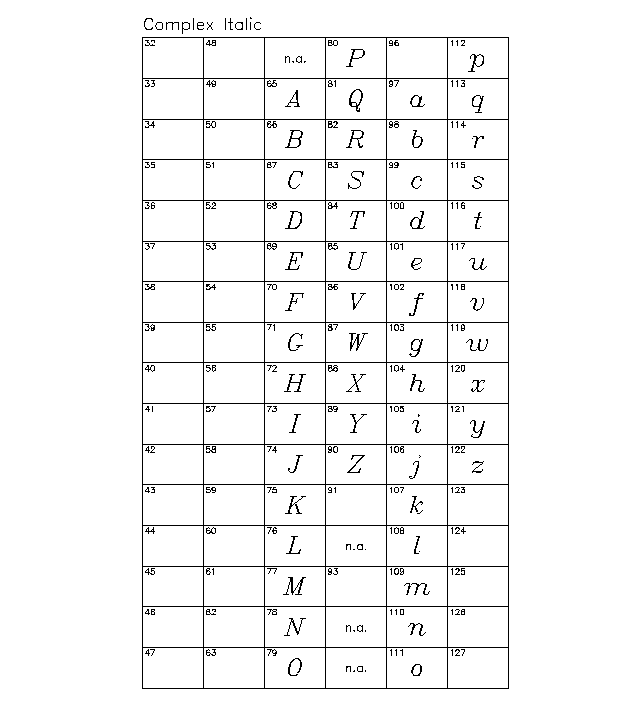 Complex Italic
32 48 n.a. 80 P 96 112 p
33 49 65 A 81 Q 97 a 113 q
34 50 66 B 82 R 98 b 114 r
35 51 67 C 83 S 99 c 115 s
36 52 68 D 84 T 100 d 116 t
37 53 69 E 85 U 101 e 117 u
38 54 70 F 86 V 102 f 118 v
39 55 71 G 87 W 103 g 119 w
40 56 72 H 88 X 104 h 120 x
41 57 73 I 89 Y 105 i 121 y
42 58 74 J 90 Z 106 j 122 z
43 59 75 K 91 107 k 123
44 60 76 L n.a. 108 l 124
45 61 77 M 93 109 m 125
46 62 78 N n.a. 110 n 126
47 63 79 O n.a. 111 o 127